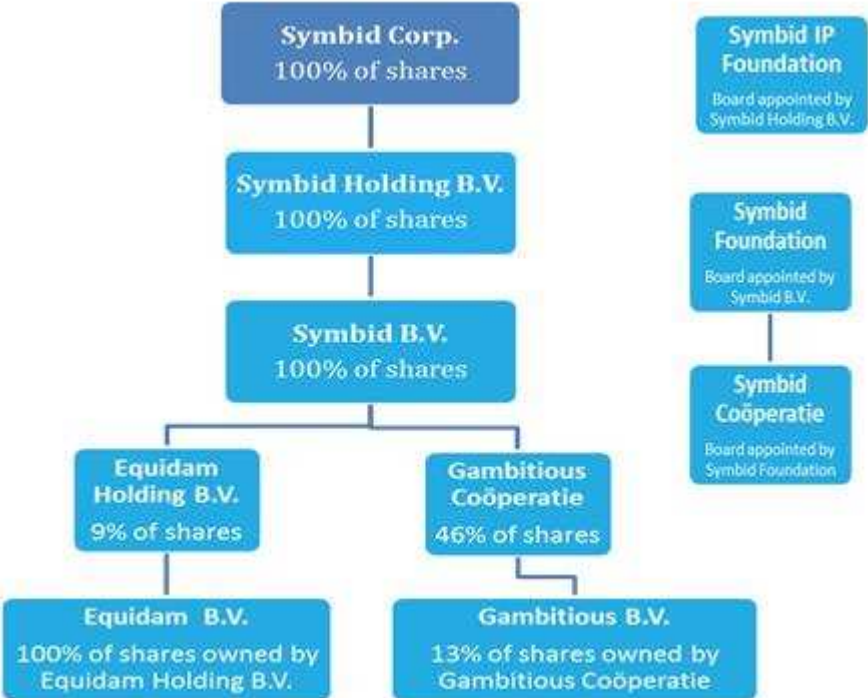 Symbid Corp.
100% of shares
Symbid Holding B.V.
100% of shares
Symbid B.V.
100% of shares
Equidam
Holding B.V.
9% of shares
Gambitious
Coöperatie
46% of shares
Equidam B.V.
100% of shares owned by
Equidam Holding B.V.
Gambitious B.V.
13% of shares owned by
Gambitious Coöperatie
Symbid IP
Foundation
Board appointed by
Symbid Holding B.V.
Symbid
Foundation
Board appointed by
Symbid B.V.
Symbid
Coöperatie
Board appointed by
Symbid Foundation